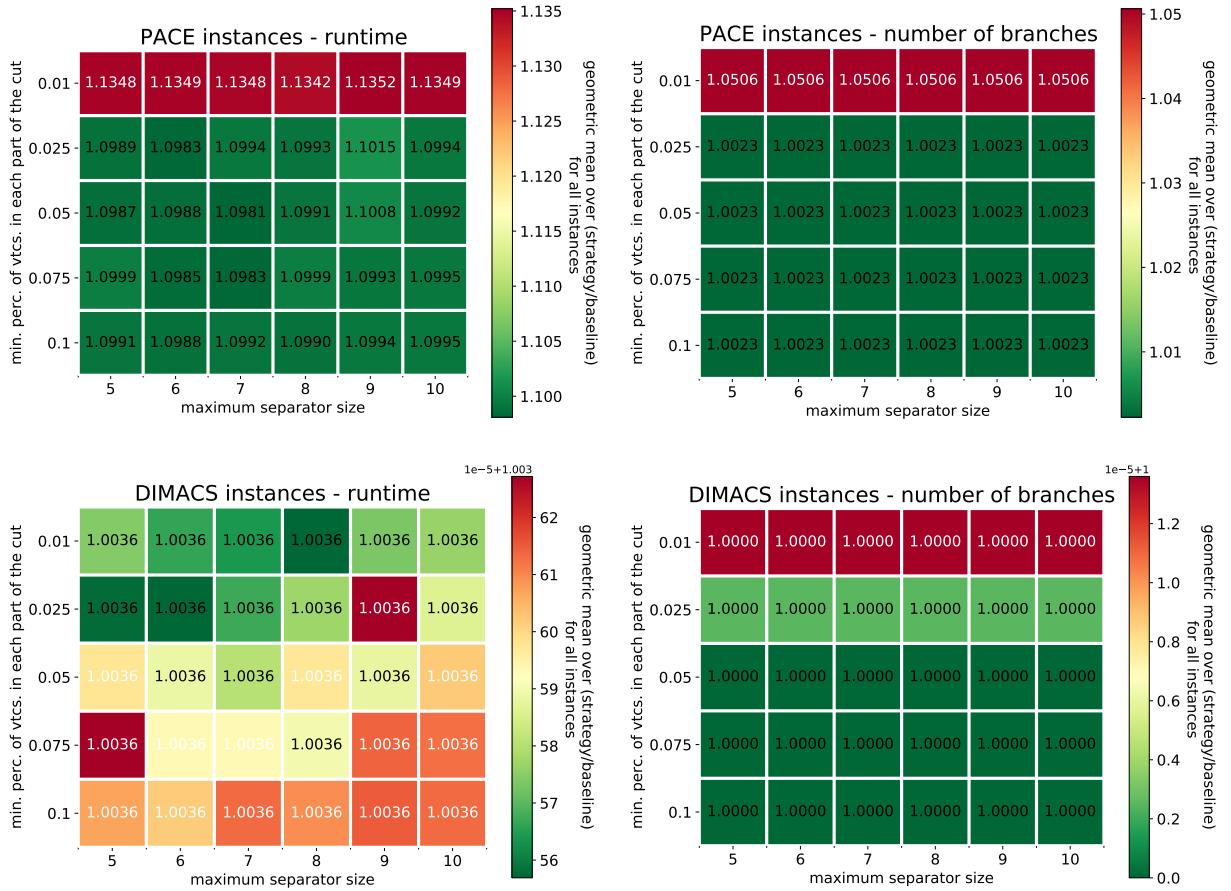 PACE instances - runtime
min. perc. of vtcs. in each part of the cut
0.01 1.1348 1.1349 1.1348 1.1342 1.1352 1.1349
0.025 1.0989 1.0983 1.0994 1.0993 1.1015 1.0994
0.05 1.0987 1.0988 1.0981 1.0991 1.1008 1.0992
0.075 1.0999 1.0985 1.0983 1.0999 1.0993 1.0995
0.1 1.0991 1.0988 1.0992 1.0990 1.0994 1.0995
5 6 7 8 9 10
maximum separator size
1.135
1.130
1.125
1.120
1.115
1.110
1.105
1.100
geometric mean over (strategy/baseline)
for all instances
PACE instances - number of branches
min. perc. of vtcs. in each part of the cut
0.01 1.0506 1.0506 1.0506 1.0506 1.0506 1.0506
0.025 1.0023 1.0023 1.0023 1.0023 1.0023 1.0023
0.05 1.0023 1.0023 1.0023 1.0023 1.0023 1.0023
0.075 1.0023 1.0023 1.0023 1.0023 1.0023 1.0023
0.1 1.0023 1.0023 1.0023 1.0023 1.0023 1.0023
5 6 7 8 9 10
maximum separator size
1.05
1.04
1.03
1.02
1.01
geometric mean over (strategy/baseline)
for all instances
DIMACS instances - runtime
min. perc. of vtcs. in each part of the cut
0.01 1.0036 1.0036 1.0036 1.0036 1.0036 1.0036
0.025 1.0036 1.0036 1.0036 1.0036 1.0036 1.0036
0.05 1.0036 1.0036 1.0036 1.0036 1.0036 1.0036
0.075 1.0036 1.0036 1.0036 1.0036 1.0036 1.0036
0.1 1.0036 1.0036 1.0036 1.0036 1.0036 1.0036
5 6 7 8 9 10
maximum separator size
1e-5+1.003
62
61
60
59
58
57
56
geometric mean over (strategy/baseline)
for all instances
DIMACS instances - number of branches
min. perc. of vtcs. in each part of the cut
0.01 1.0000 1.0000 1.0000 1.0000 1.0000 1.0000
0.025 1.0000 1.0000 1.0000 1.0000 1.0000 1.0000
0.05 1.0000 1.0000 1.0000 1.0000 1.0000 1.0000
0.075 1.0000 1.0000 1.0000 1.0000 1.0000 1.0000
0.1 1.0000 1.0000 1.0000 1.0000 1.0000 1.0000
5 6 7 8 9 10
maximum separator size
1e-5+1
1.2
1.0
0.8
0.6
0.4
0.2
0.0
geometric mean over (strategy/baseline)
for all instances